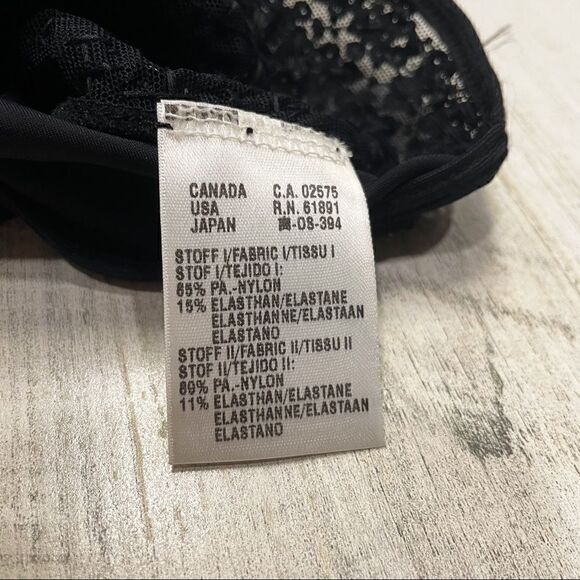 CANADA C.A. 02575
USA R.N. 61891
JAPAN -OS-394
STOFF I/FABRIC I/TISSU I
STOF I/TEJIDO I:
85% PA.-NYLON
15% ELASTHAN/ELASTANE
ELASTHANNE/ELASTAAN
ELASTANO
STOFF II/FABRIC II/TISSU II
STOF II/TEJIDO II:
89% PA.-NYLON
11% ELASTHAN/ELASTANE
ELASTHANNE/ELASTAAN
ELASTANO